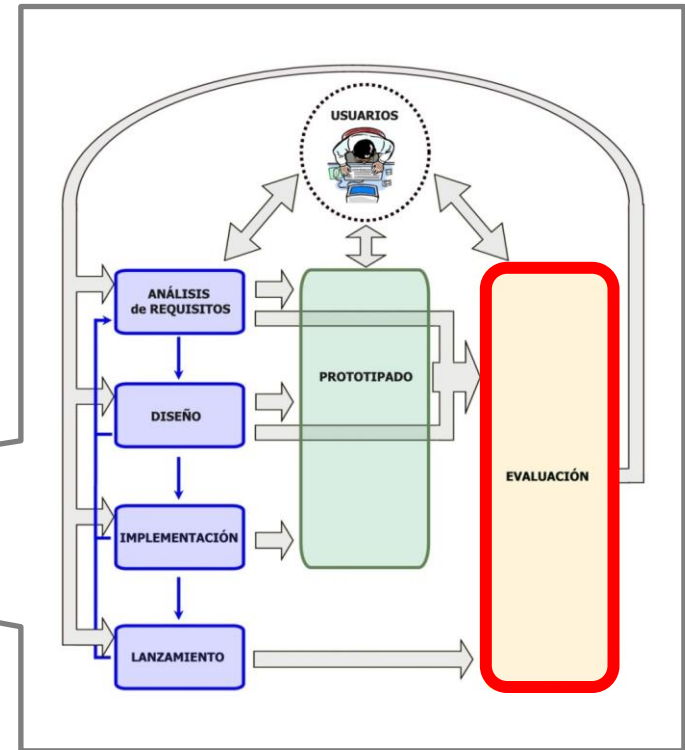 USUARIOS
ANÁLISIS
de REQUISITOS
PROTOTIPADO
DISEÑO
EVALUACIÓN
IMPLEMENTACIÓN
LANZAMIENTO